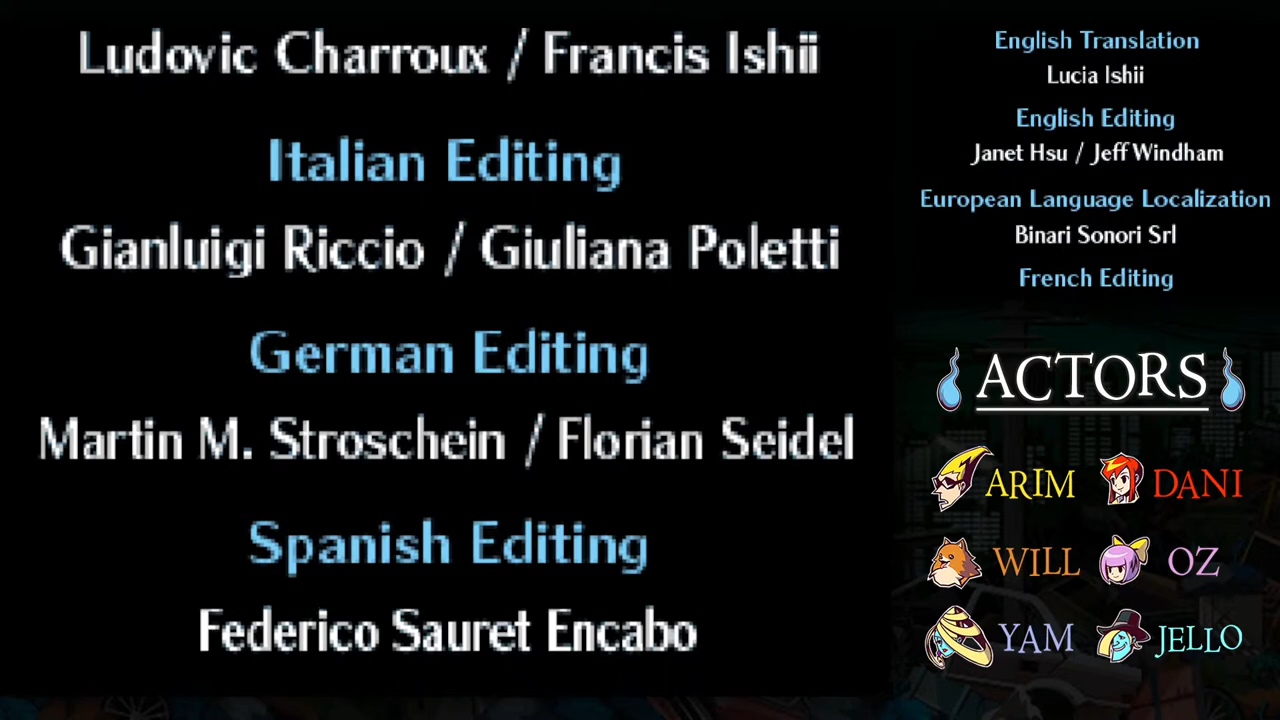 Ludovic Charroux / Francis Ishii
Italian Editing
Gianluigi Riccio / Giuliana Poletti
German Editing
Martin M. Stroschein / Florian Seidel
Spanish Editing
Federico Sauret Encabo
English Translation
Lucia Ishii
English Editing
Janet Hsu / Jeff Windham
European Language Localization
Binari Sonori Srl
French Editing
ACTORS
ARIM DANI
WILL OZ
YAM JELLO